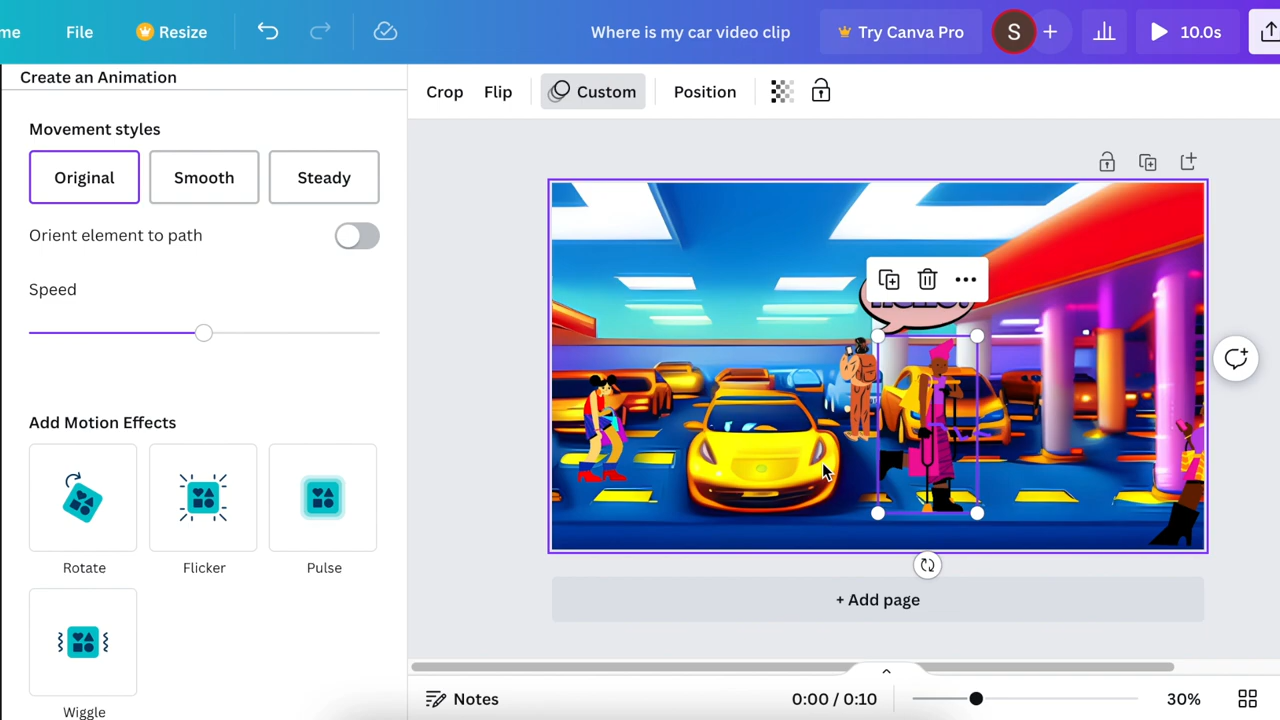 me File Resize Where is my car video clip Try Canva Pro S + 10.0s
Create an Animation
Crop Flip Custom Position
Movement styles
Original Smooth Steady
Orient element to path
Speed
Add Motion Effects
Rotate Flicker Pulse
Wiggle
+ Add page
Notes 0:00 / 0:10 30%